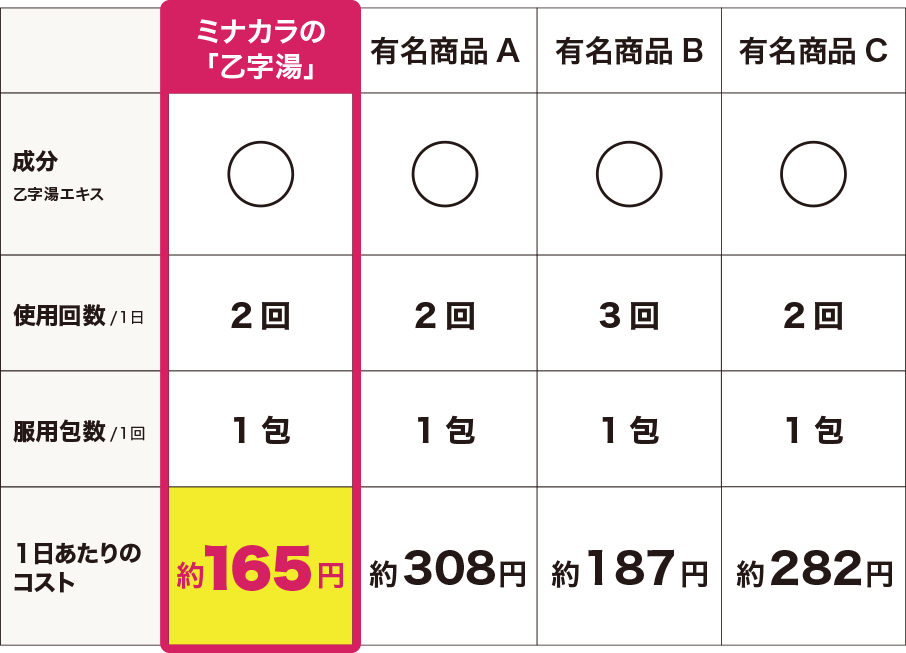 ミナカラの
「乙字湯」
有名商品 A
有名商品 B
有名商品 C
成分
乙字湯エキス
使用回数 /1日
2 回
2 回
3 回
2 回
服用包数 /1回
1 包
1 包
1 包
1 包
1日あたりの
コスト
約165円
約308円
約187円
約282円